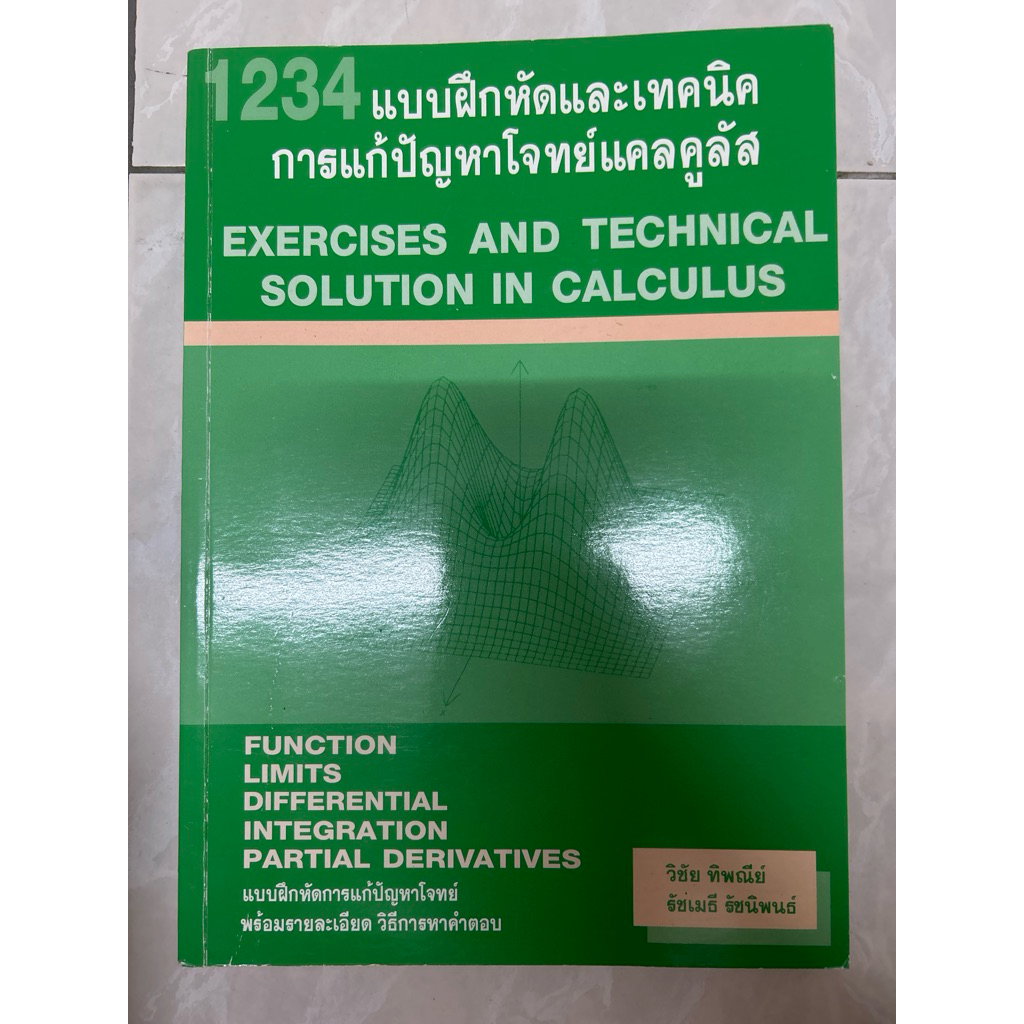 1234 แบบฝึกหัดและเทคนิค
การแก้ปัญหาโจทย์แคลคูลัส
EXERCISES AND TECHNICAL
SOLUTION IN CALCULUS
FUNCTION
LIMITS
DIFFERENTIAL
INTEGRATION
PARTIAL DERIVATIVES
แบบฝึกหัดการแก้ปัญหาโจทย์
พร้อมรายละเอียด วิธีการหาคำตอบ
วิชัย ทิพณีย์
รัชเมธี รัชนิพนธ์